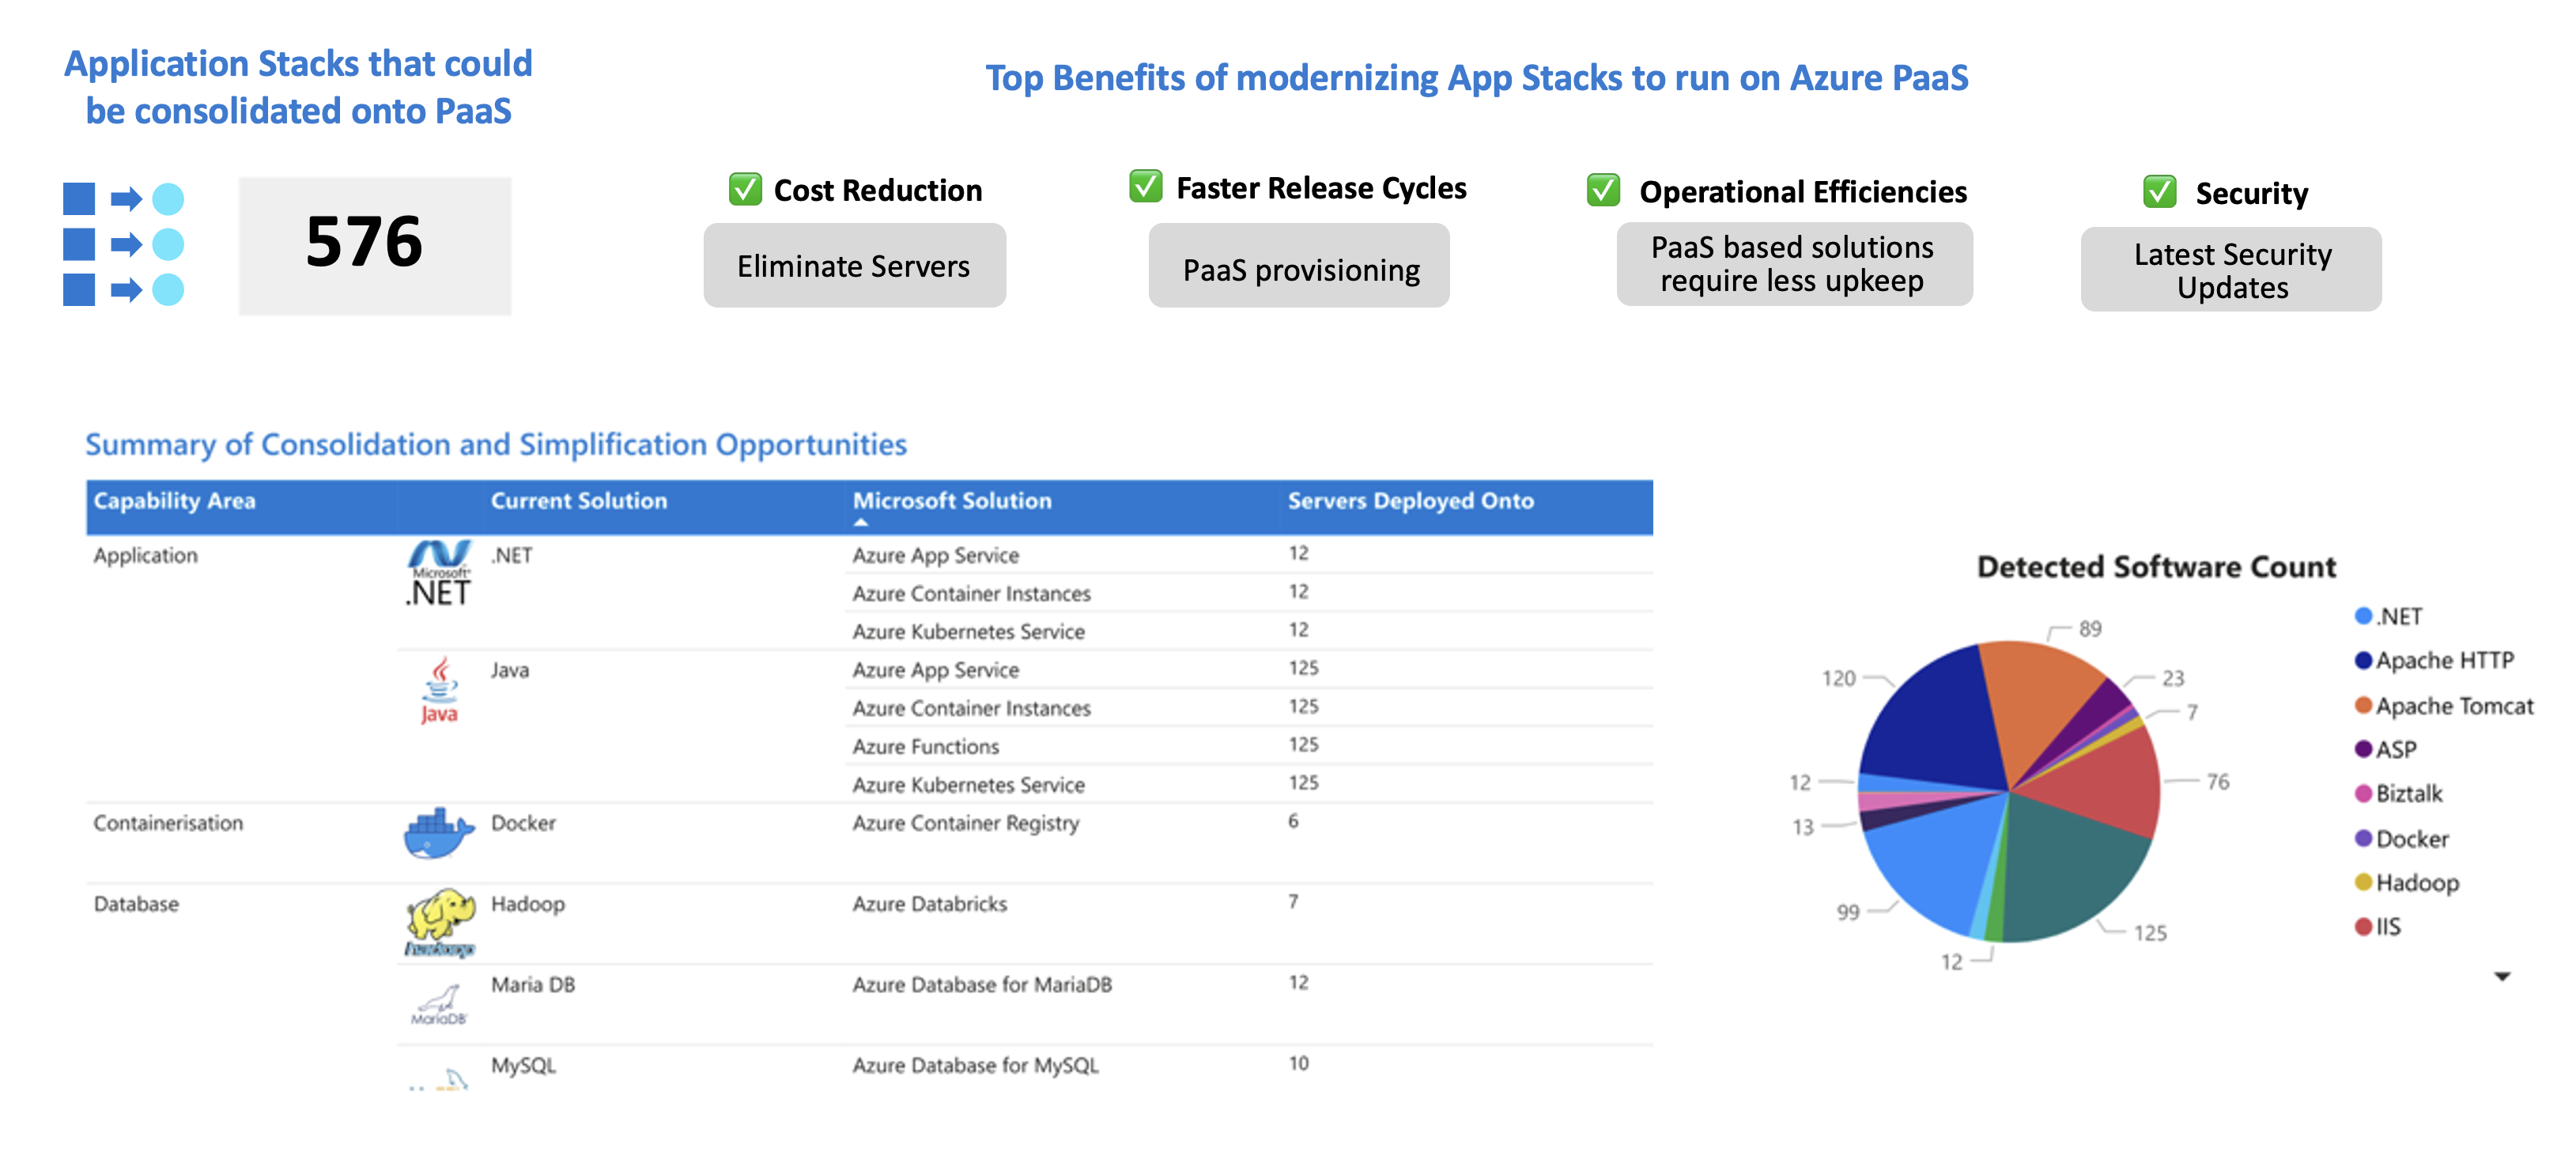 Application Stacks that could
be consolidated onto PaaS
576
Top Benefits of modernizing App Stacks to run on Azure PaaS
✅ Cost Reduction
Eliminate Servers
✅ Faster Release Cycles
PaaS provisioning
✅ Operational Efficiencies
PaaS based solutions
require less upkeep
✅ Security
Latest Security
Updates
Summary of Consolidation and Simplification Opportunities
Capability Area Current Solution Microsoft Solution Servers Deployed Onto
Application Microsoft .NET .NET Azure App Service 12
Azure Container Instances 12
Azure Kubernetes Service 12
Java Java Azure App Service 125
Azure Container Instances 125
Azure Functions 125
Azure Kubernetes Service 125
Containerisation Docker Azure Container Registry 6
Database hadoop Hadoop Azure Databricks 7
MariaDB Maria DB Azure Database for MariaDB 12
MySQL Azure Database for MySQL 10
Detected Software Count
89
23
7
76
125
12
99
13
12
120
.NET
Apache HTTP
Apache Tomcat
ASP
Biztalk
Docker
Hadoop
IIS